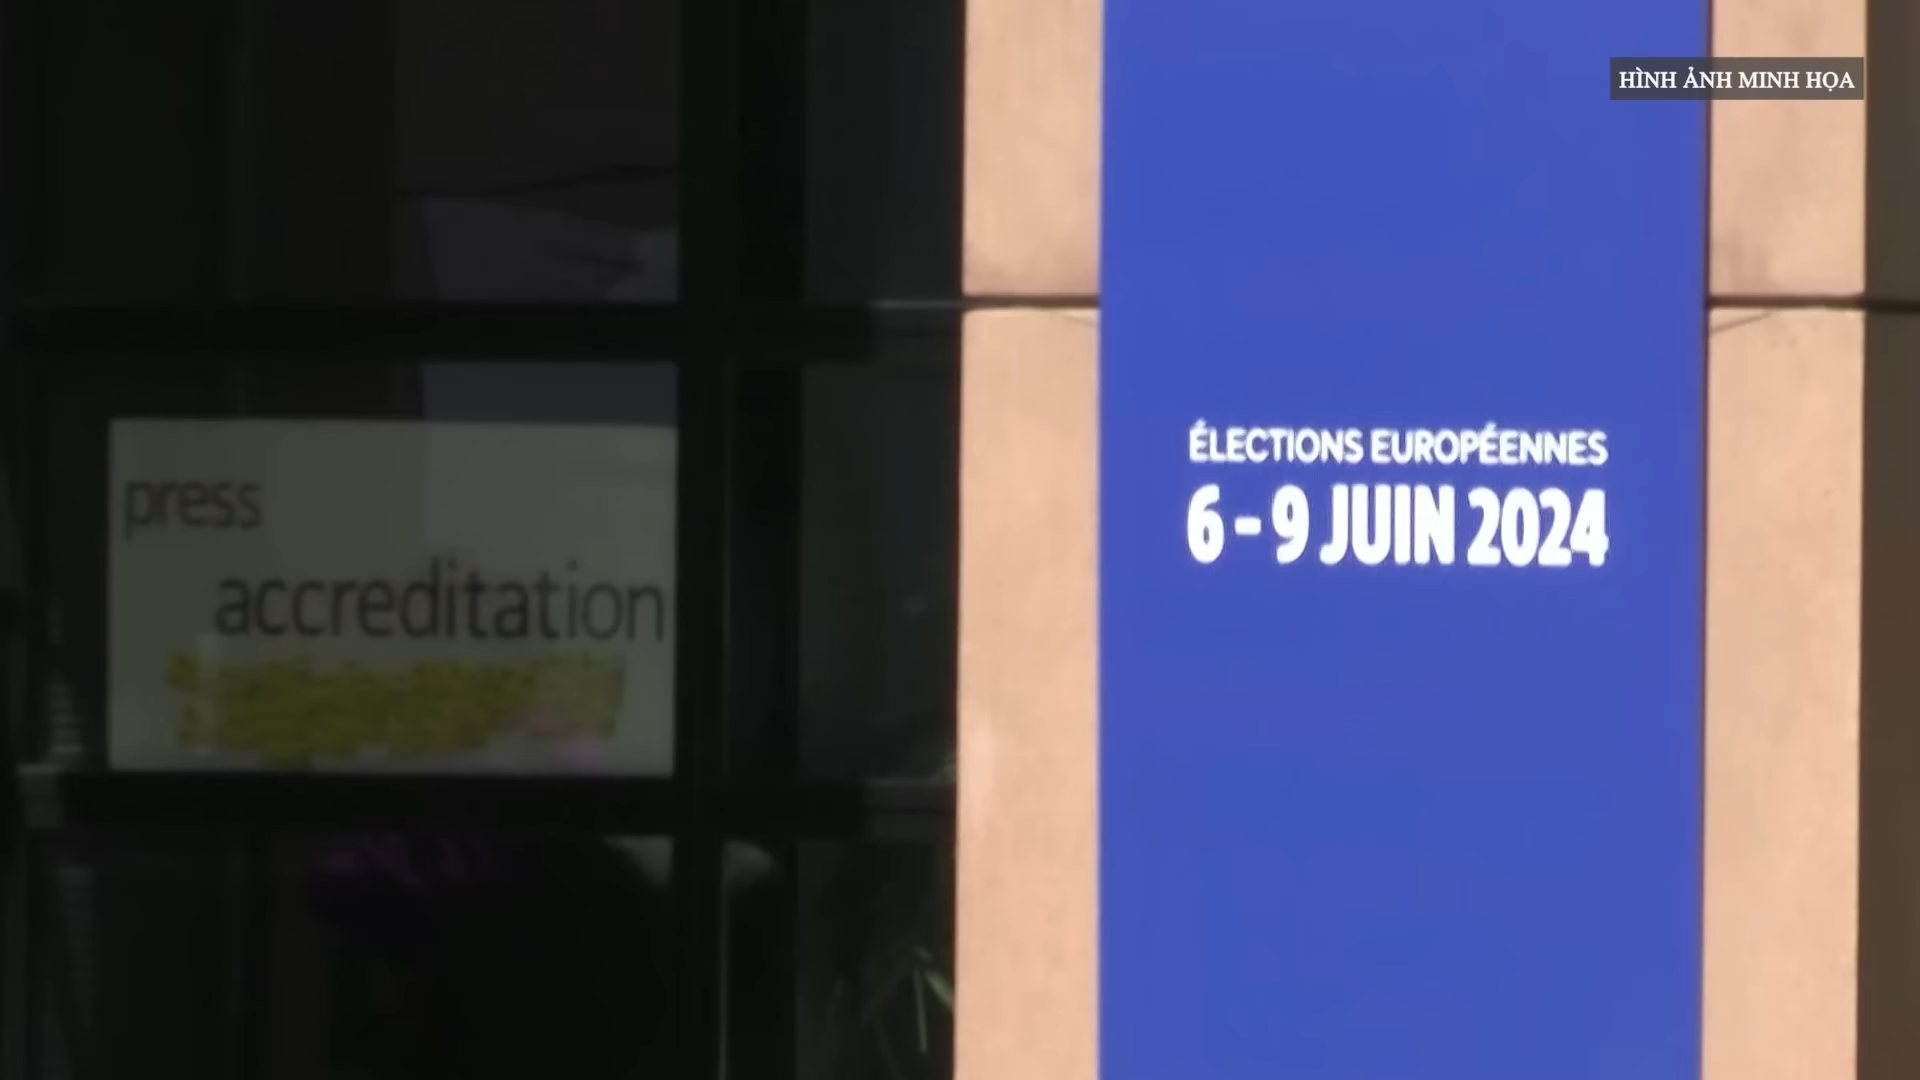 HÌNH ẢNH MINH HỌA
press
accreditation
ÉLECTIONS EUROPÉENNES
6 - 9 JUIN 2024